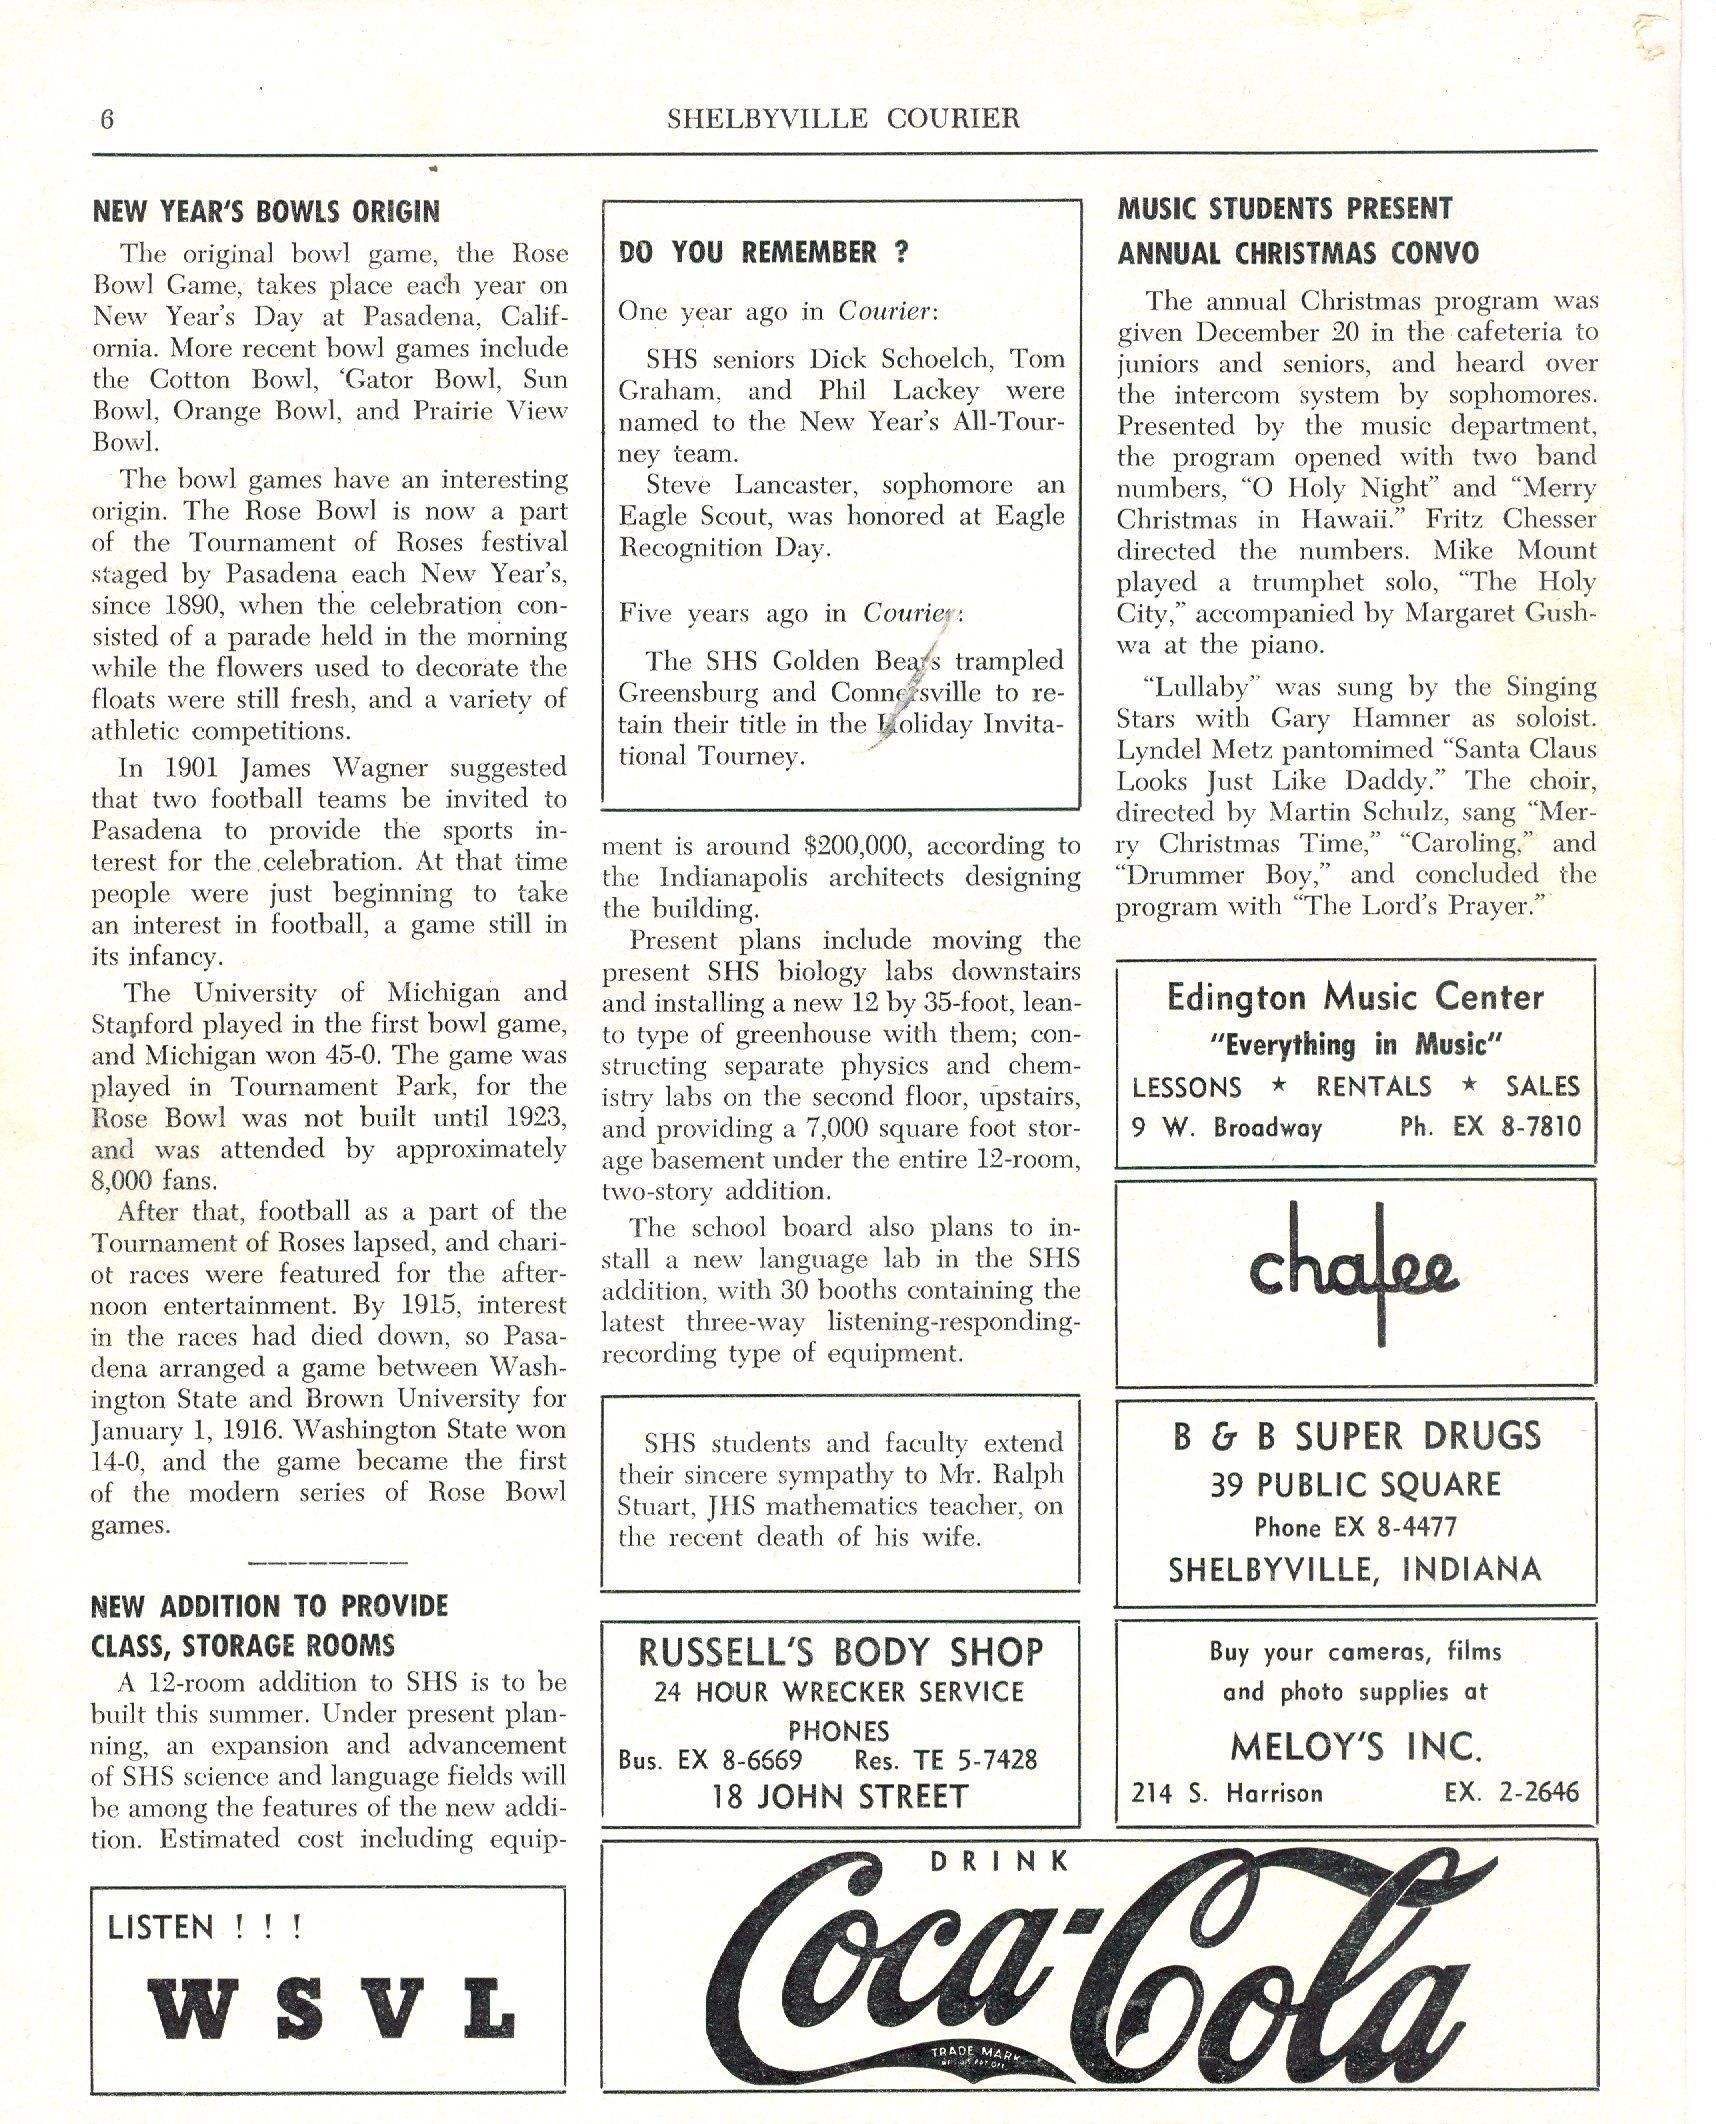 6
SHELBYVILLE COURIER
NEW YEAR'S BOWLS ORIGIN
The original bowl game, the Rose
Bowl Game, takes place each year on
New Year's Day at Pasadena, Calif-
ornia. More recent bowl games include
the Cotton Bowl, 'Gator Bowl, Sun
Bowl, Orange Bowl, and Prairie View
Bowl.
The bowl games have an interesting
origin. The Rose Bowl is now a part
of the Tournament of Roses festival
staged by Pasadena each New Year's,
since 1890, when the celebration con-
sisted of a parade held in the morning
while the flowers used to decorate the
floats were still fresh, and a variety of
athletic competitions.
In 1901 James Wagner suggested
that two football teams be invited to
Pasadena to provide the sports in-
terest for the celebration. At that time
people were just beginning to take
an interest in football, a game still in
its infancy.
The University of Michigan and
Stanford played in the first bowl game,
and Michigan won 45-0. The game was
played in Tournament Park, for the
Rose Bowl was not built until 1923,
and was attended by approximately
8,000 fans.
After that, football as a part of the
Tournament of Roses lapsed, and chari-
ot races were featured for the after-
noon entertainment. By 1915, interest
in the races had died down, so Pasa-
dena arranged a game between Wash-
ington State and Brown University for
January 1, 1916. Washington State won
14-0, and the game became the first
of the modern series of Rose Bowl
games.
NEW ADDITION TO PROVIDE
CLASS, STORAGE ROOMS
A 12-room addition to SHS is to be
built this summer. Under present plan-
ning, an expansion and advancement
of SHS science and language fields will
be among the features of the new addi-
tion. Estimated cost including equip-
LISTEN ! ! !
W S V L
DO YOU REMEMBER ?
One year ago in Courier:
SHS seniors Dick Schoelch, Tom
Graham, and Phil Lackey were
named to the New Year's All-Tour-
ney team.
Steve Lancaster, sophomore an
Eagle Scout, was honored at Eagle
Recognition Day.
Five years ago in Courier:
The SHS Golden Bears trampled
Greensburg and Connersville to re-
tain their title in the Holiday Invita-
tional Tourney.
ment is around $200,000, according to
the Indianapolis architects designing
the building.
Present plans include moving the
present SHS biology labs downstairs
and installing a new 12 by 35-foot, lean-
to type of greenhouse with them; con-
structing separate physics and chem-
istry labs on the second floor, upstairs,
and providing a 7,000 square foot stor-
age basement under the entire 12-room,
two-story addition.
The school board also plans to in-
stall a new language lab in the SHS
addition, with 30 booths containing the
latest three-way listening-responding-
recording type of equipment.
SHS students and faculty extend
their sincere sympathy to Mr. Ralph
Stuart, JHS mathematics teacher, on
the recent death of his wife.
RUSSELL'S BODY SHOP
24 HOUR WRECKER SERVICE
PHONES
Bus. EX 8-6669 Res. TE 5-7428
18 JOHN STREET
MUSIC STUDENTS PRESENT
ANNUAL CHRISTMAS CONVO
The annual Christmas program was
given December 20 in the cafeteria to
juniors and seniors, and heard over
the intercom system by sophomores.
Presented by the music department,
the program opened with two band
numbers, "O Holy Night" and "Merry
Christmas in Hawaii." Fritz Chesser
directed the numbers. Mike Mount
played a trumphet solo, "The Holy
City," accompanied by Margaret Gush-
wa at the piano.
"Lullaby" was sung by the Singing
Stars with Gary Hamner as soloist.
Lyndel Metz pantomimed "Santa Claus
Looks Just Like Daddy." The choir,
directed by Martin Schulz, sang "Mer-
ry Christmas Time," "Caroling," and
"Drummer Boy," and concluded the
program with "The Lord's Prayer."
Edington Music Center
"Everything in Music"
LESSONS ★ RENTALS ★ SALES
9 W. Broadway Ph. EX 8-7810
chafee
B & B SUPER DRUGS
39 PUBLIC SQUARE
Phone EX 8-4477
SHELBYVILLE, INDIANA
Buy your cameras, films
and photo supplies at
MELOY'S INC.
214 S. Harrison EX. 2-2646
DRINK
Coca-Cola
TRADE MARK